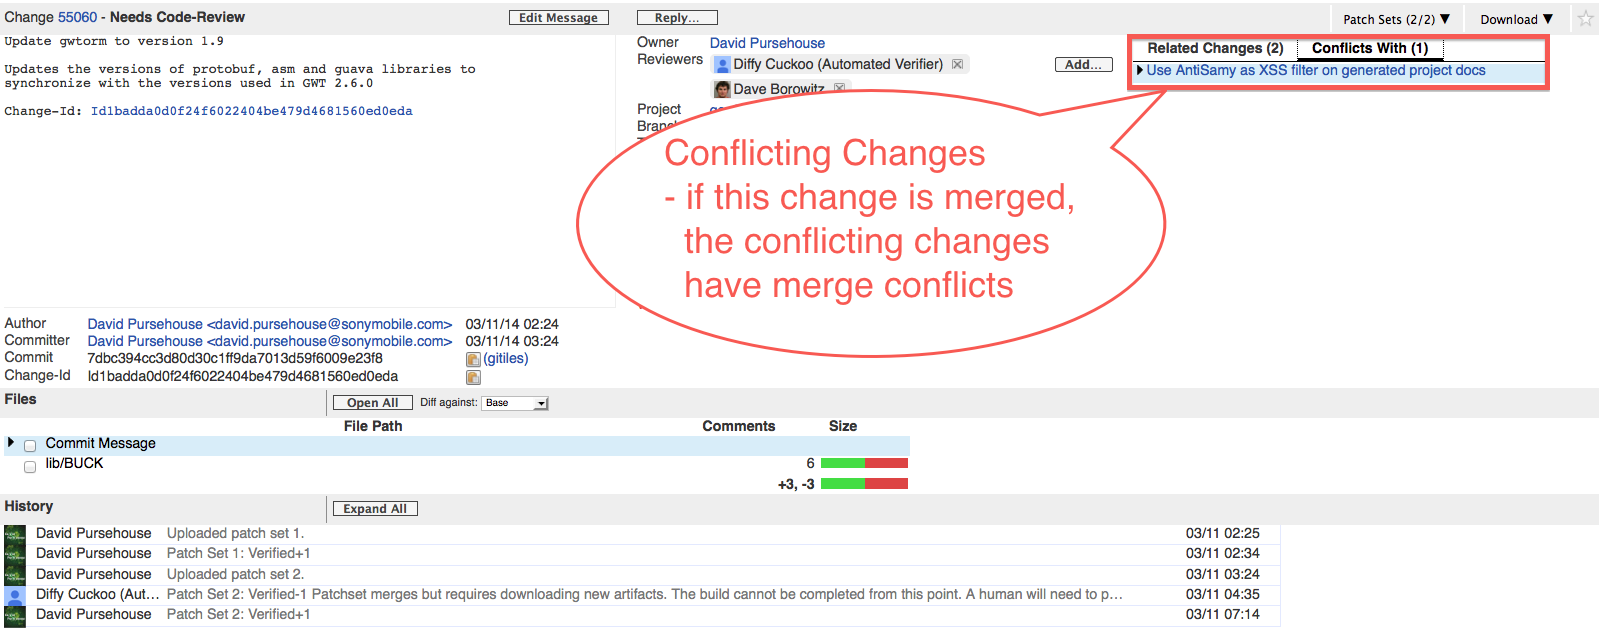 Change 55060 - Needs Code-Review
Edit Message
Reply...
Patch Sets (2/2) ▼
Download ▼
Update gwtorm to version 1.9
Updates the versions of protobuf, asm and guava libraries to
synchronize with the versions used in GWT 2.6.0
Change-Id: Id1badda0d0f24f6022404be479d4681560ed0eda
Owner David Pursehouse
Reviewers Diffy Cuckoo (Automated Verifier)
Add...
Dave Borowitz
Project
Related Changes (2) Conflicts With (1)
Use AntiSamy as XSS filter on generated project docs
Conflicting Changes
- if this change is merged,
the conflicting changes
have merge conflicts
Author David Pursehouse <david.pursehouse@sonymobile.com> 03/11/14 02:24
Committer David Pursehouse <david.pursehouse@sonymobile.com> 03/11/14 03:24
Commit 7dbc394cc3d80d30c1ff9da7013d59f6009e23f8 (gitiles)
Change-Id Id1badda0d0f24f6022404be479d4681560ed0eda
Files Open All Diff against: Base
File Path Comments Size
Commit Message
lib/BUCK 6
+3, -3
History Expand All
David Pursehouse Uploaded patch set 1. 03/11 02:25
David Pursehouse Patch Set 1: Verified+1 03/11 02:34
David Pursehouse Uploaded patch set 2. 03/11 03:24
Diffy Cuckoo (Aut... Patch Set 2: Verified-1 Patchset merges but requires downloading new artifacts. The build cannot be completed from this point. A human will need to p... 03/11 04:35
David Pursehouse Patch Set 2: Verified+1 03/11 07:14